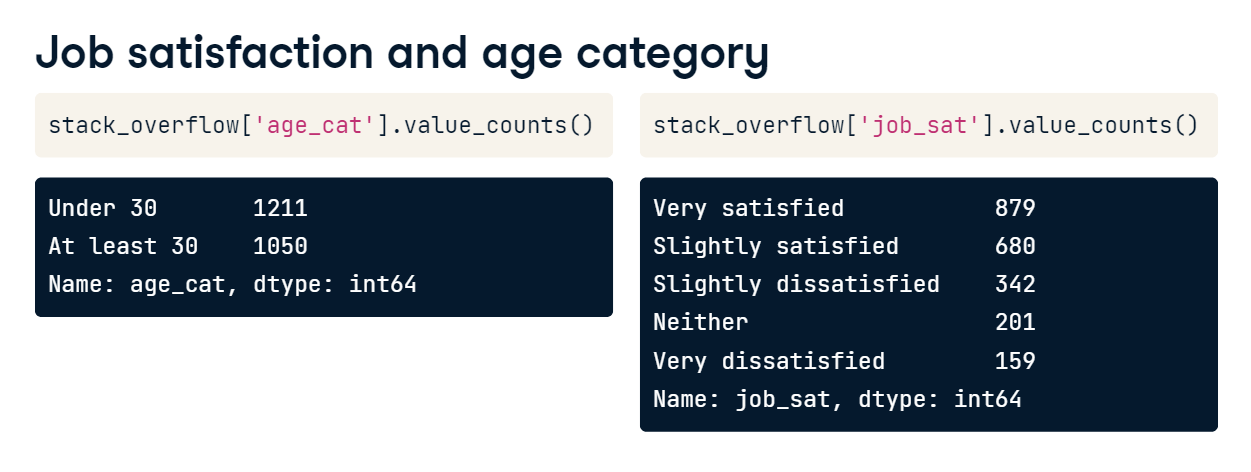 Job satisfaction and age category
stack_overflow['age_cat'].value_counts()
Under 30       1211
At least 30    1050
Name: age_cat, dtype: int64
stack_overflow['job_sat'].value_counts()
Very satisfied           879
Slightly satisfied       680
Slightly dissatisfied    342
Neither                  201
Very dissatisfied        159
Name: job_sat, dtype: int64